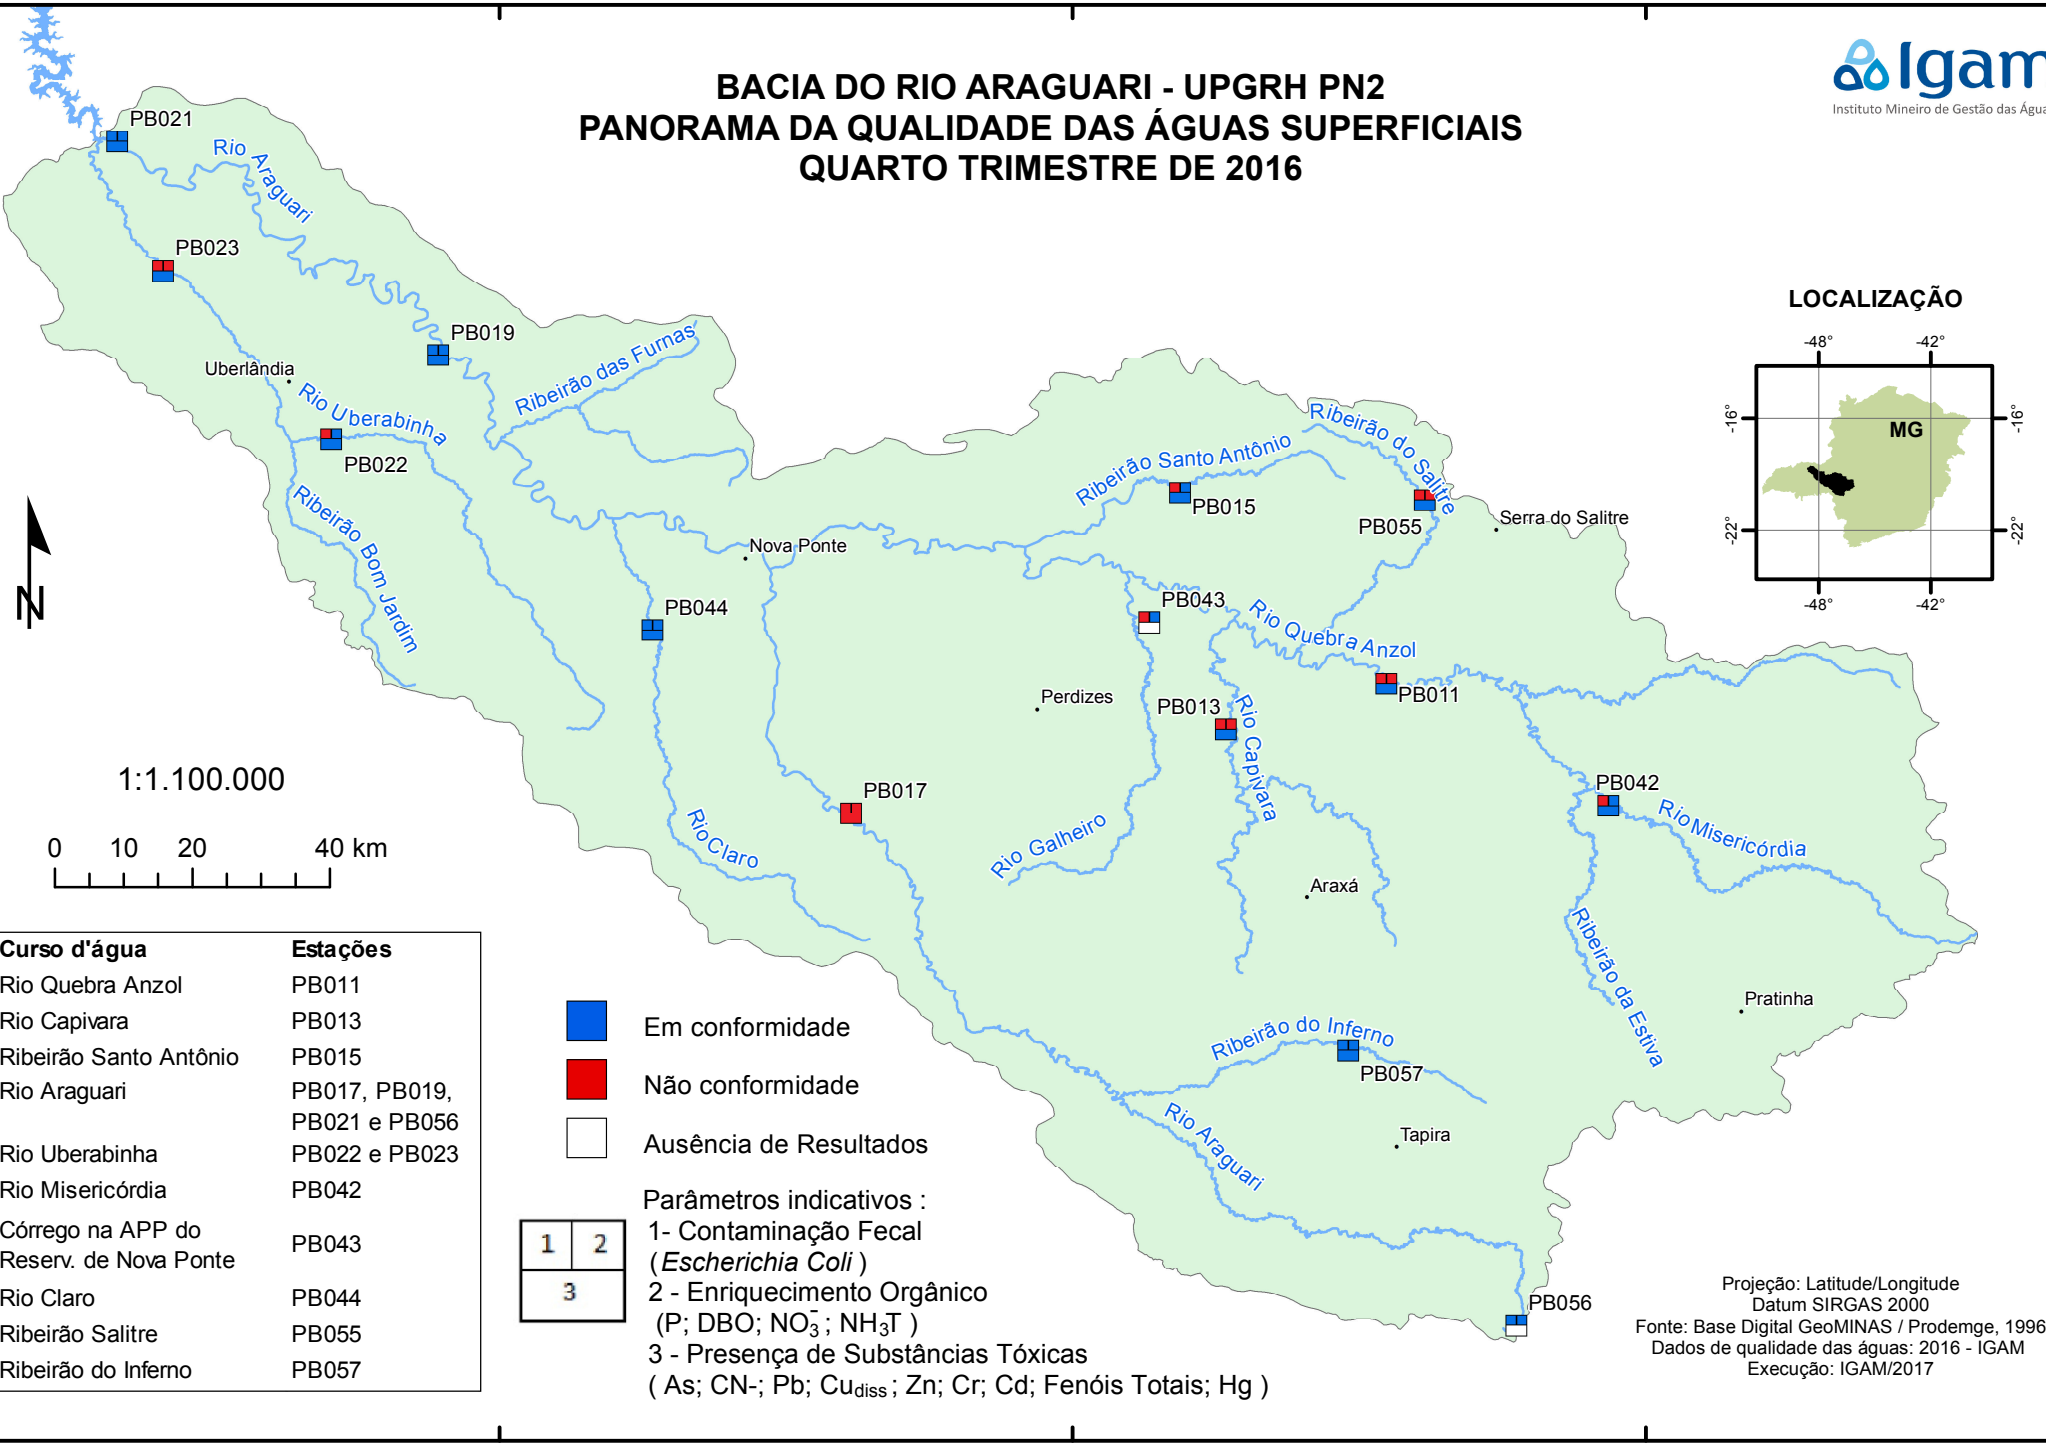 BACIA DO RIO ARAGUARI - UPGRH PN2
PANORAMA DA QUALIDADE DAS ÁGUAS SUPERFICIAIS
QUARTO TRIMESTRE DE 2016
Igam
Instituto Mineiro de Gestão das Água
PB021
Rio Araguari
PB023
PB019
Uberlândia
Ribeirão das Furnas
Rio Uberabinha
PB022
Ribeirão Bom Jardim
Ribeirão Santo Antônio
PB015
Ribeirão do Salitre
PB055
Serra do Salitre
Nova Ponte
PB044
PB043
Rio Quebra Anzol
PB011
Perdizes
PB013
Rio Capivara
PB017
Rio Claro
Rio Galheiro
PB042
Rio Misericórdia
Araxá
Ribeirão da Estiva
Pratinha
Ribeirão do Inferno
PB057
Rio Araguari
Tapira
PB056
LOCALIZAÇÃO
-48° -42°
-16° -16°
MG
-22° -22°
-48° -42°
N
1:1.100.000
0 10 20 40 km
Curso d'água Estações
Rio Quebra Anzol PB011
Rio Capivara PB013
Ribeirão Santo Antônio PB015
Rio Araguari PB017, PB019,
PB021 e PB056
Rio Uberabinha PB022 e PB023
Rio Misericórdia PB042
Córrego na APP do
Reserv. de Nova Ponte PB043
Rio Claro PB044
Ribeirão Salitre PB055
Ribeirão do Inferno PB057
Em conformidade
Não conformidade
Ausência de Resultados
Parâmetros indicativos :
1 2
3
1- Contaminação Fecal
(Escherichia Coli )
2 - Enriquecimento Orgânico
(P; DBO; NO₃⁻; NH₃T )
3 - Presença de Substâncias Tóxicas
( As; CN-; Pb; Cudiss ; Zn; Cr; Cd; Fenóis Totais; Hg )
Projeção: Latitude/Longitude
Datum SIRGAS 2000
Fonte: Base Digital GeoMINAS / Prodemge, 1996
Dados de qualidade das águas: 2016 - IGAM
Execução: IGAM/2017